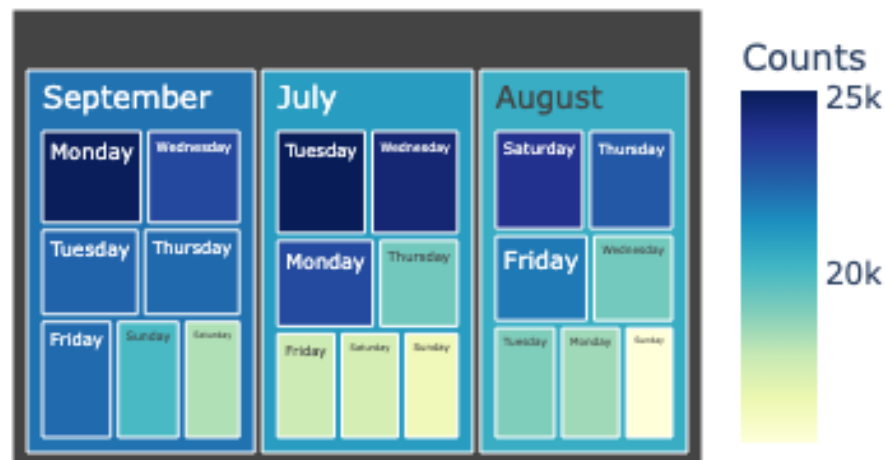 Counts
25k
20k
September
Monday
Wednesday
Tuesday
Thursday
Friday
Sunday
Saturday
July
Tuesday
Wednesday
Monday
Thursday
Friday
Saturday
Sunday
August
Saturday
Thursday
Friday
Wednesday
Tuesday
Monday
Sunday